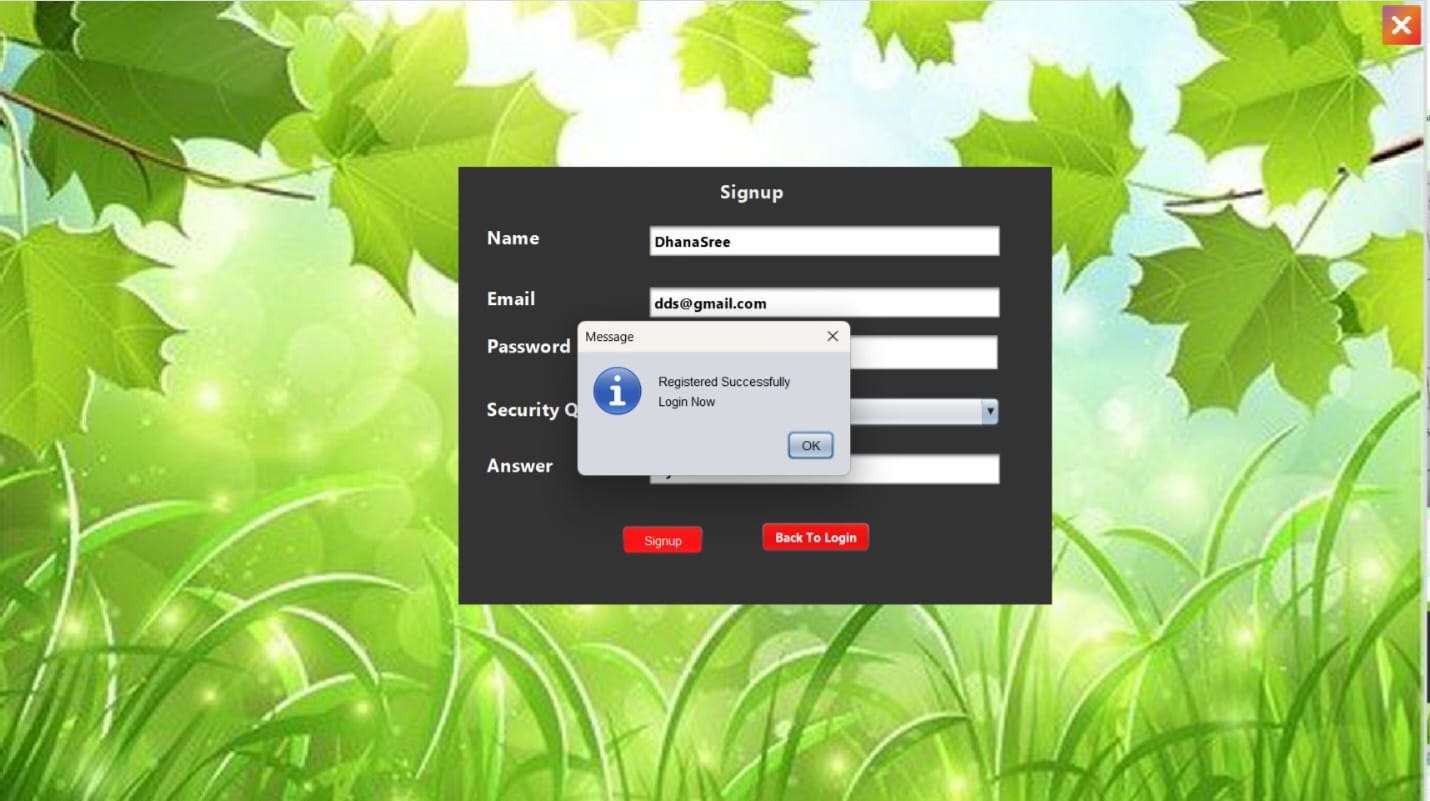 Signup
Name
DhanaSree
Email
dds@gmail.com
Message
Password
Registered Successfully
Login Now
Security Q
OK
Answer
Signup
Back To Login